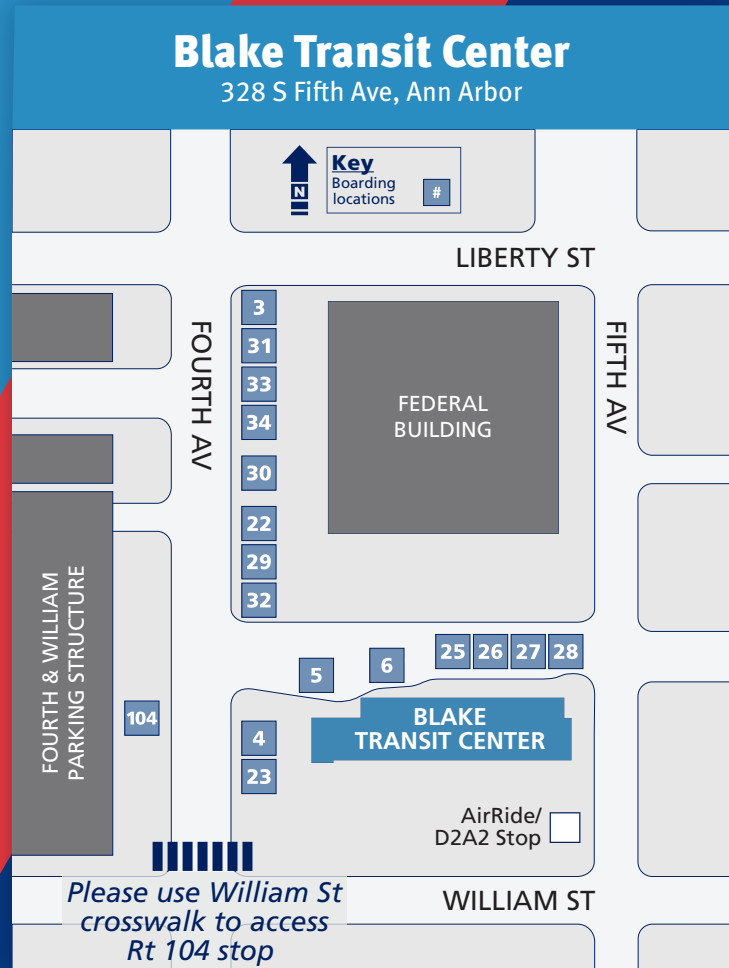 Blake Transit Center
328 S Fifth Ave, Ann Arbor
N
Key
Boarding
locations
#
LIBERTY ST
FOURTH AV
FIFTH AV
3
31
33
34
30
22
29
32
FEDERAL
BUILDING
FOURTH & WILLIAM
PARKING STRUCTURE
104
5
6
25
26
27
28
4
23
BLAKE
TRANSIT CENTER
AirRide/
D2A2 Stop
WILLIAM ST
Please use William St
crosswalk to access
Rt 104 stop